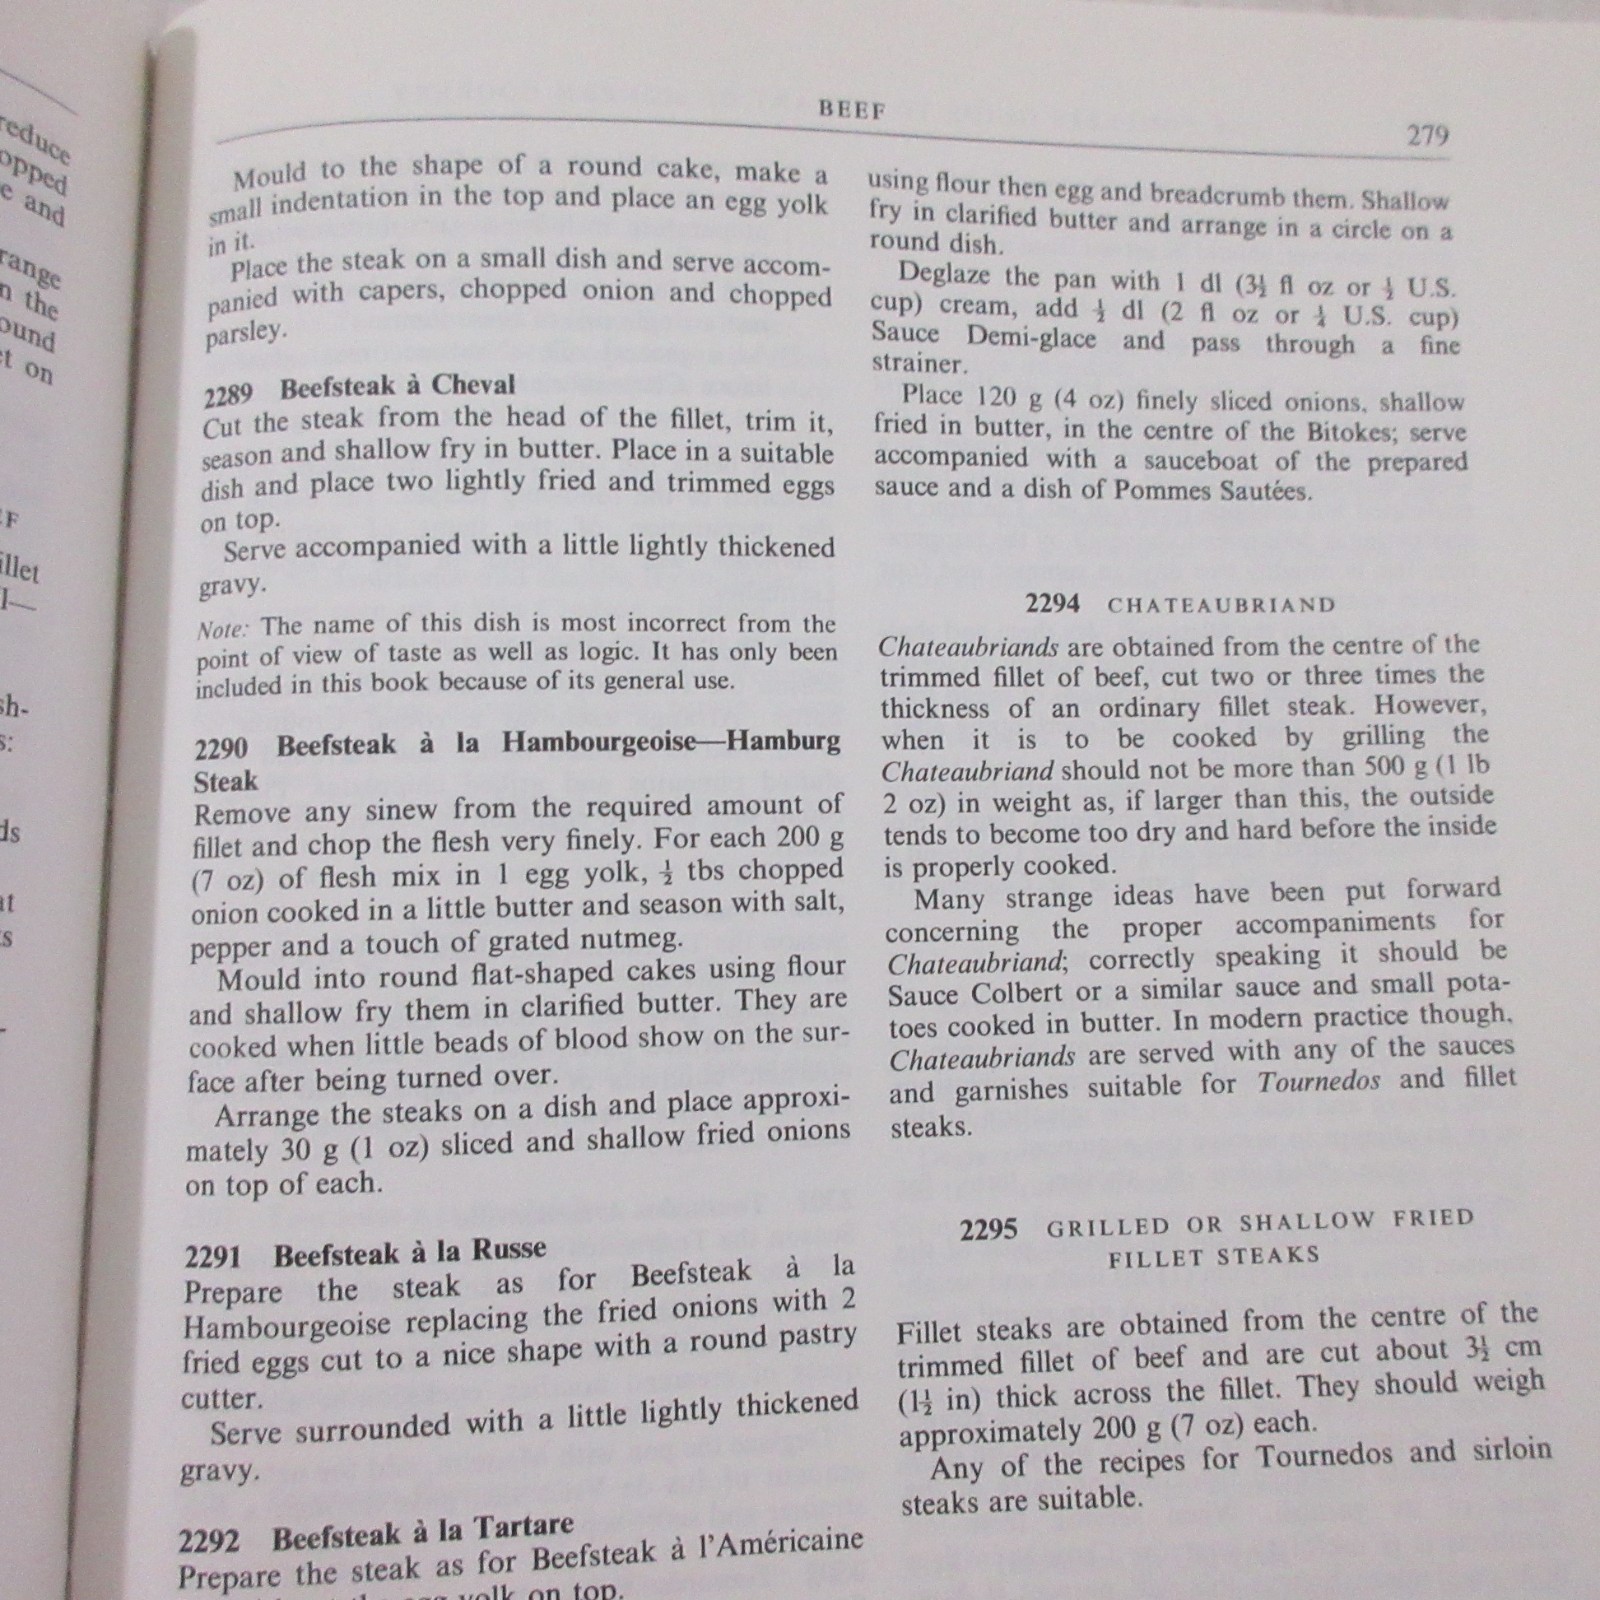 reduce
opped
e and
range
n the
ound
t on
EF
illet
l—
sh-
s:
ds
at
s
BEEF
279
Mould to the shape of a round cake, make a
small indentation in the top and place an egg yolk
in it.
Place the steak on a small dish and serve accom-
panied with capers, chopped onion and chopped
parsley.
2289 Beefsteak à Cheval
Cut the steak from the head of the fillet, trim it,
season and shallow fry in butter. Place in a suitable
dish and place two lightly fried and trimmed eggs
on top.
Serve accompanied with a little lightly thickened
gravy.
Note: The name of this dish is most incorrect from the
point of view of taste as well as logic. It has only been
included in this book because of its general use.
2290 Beefsteak à la Hambourgeoise—Hamburg
Steak
Remove any sinew from the required amount of
fillet and chop the flesh very finely. For each 200 g
(7 oz) of flesh mix in 1 egg yolk, ½ tbs chopped
onion cooked in a little butter and season with salt,
pepper and a touch of grated nutmeg.
Mould into round flat-shaped cakes using flour
and shallow fry them in clarified butter. They are
cooked when little beads of blood show on the sur-
face after being turned over.
Arrange the steaks on a dish and place approxi-
mately 30 g (1 oz) sliced and shallow fried onions
on top of each.
2291 Beefsteak à la Russe
Prepare the steak as for Beefsteak à la
Hambourgeoise replacing the fried onions with 2
fried eggs cut to a nice shape with a round pastry
cutter.
Serve surrounded with a little lightly thickened
gravy.
2292 Beefsteak à la Tartare
Prepare the steak as for Beefsteak à l'Américaine
egg yolk on top.
using flour then egg and breadcrumb them. Shallow
fry in clarified butter and arrange in a circle on a
round dish.
Deglaze the pan with 1 dl (3½ fl oz or ½ U.S.
cup) cream, add ½ dl (2 fl oz or ¼ U.S. cup)
Sauce Demi-glace and pass through a fine
strainer.
Place 120 g (4 oz) finely sliced onions, shallow
fried in butter, in the centre of the Bitokes; serve
accompanied with a sauceboat of the prepared
sauce and a dish of Pommes Sautées.
2294 CHATEAUBRIAND
Chateaubriands are obtained from the centre of the
trimmed fillet of beef, cut two or three times the
thickness of an ordinary fillet steak. However,
when it is to be cooked by grilling the
Chateaubriand should not be more than 500 g (1 lb
2 oz) in weight as, if larger than this, the outside
tends to become too dry and hard before the inside
is properly cooked.
Many strange ideas have been put forward
concerning the proper accompaniments for
Chateaubriand; correctly speaking it should be
Sauce Colbert or a similar sauce and small pota-
toes cooked in butter. In modern practice though,
Chateaubriands are served with any of the sauces
and garnishes suitable for Tournedos and fillet
steaks.
2295 GRILLED OR SHALLOW FRIED
FILLET STEAKS
Fillet steaks are obtained from the centre of the
trimmed fillet of beef and are cut about 3½ cm
(1½ in) thick across the fillet. They should weigh
approximately 200 g (7 oz) each.
Any of the recipes for Tournedos and sirloin
steaks are suitable.